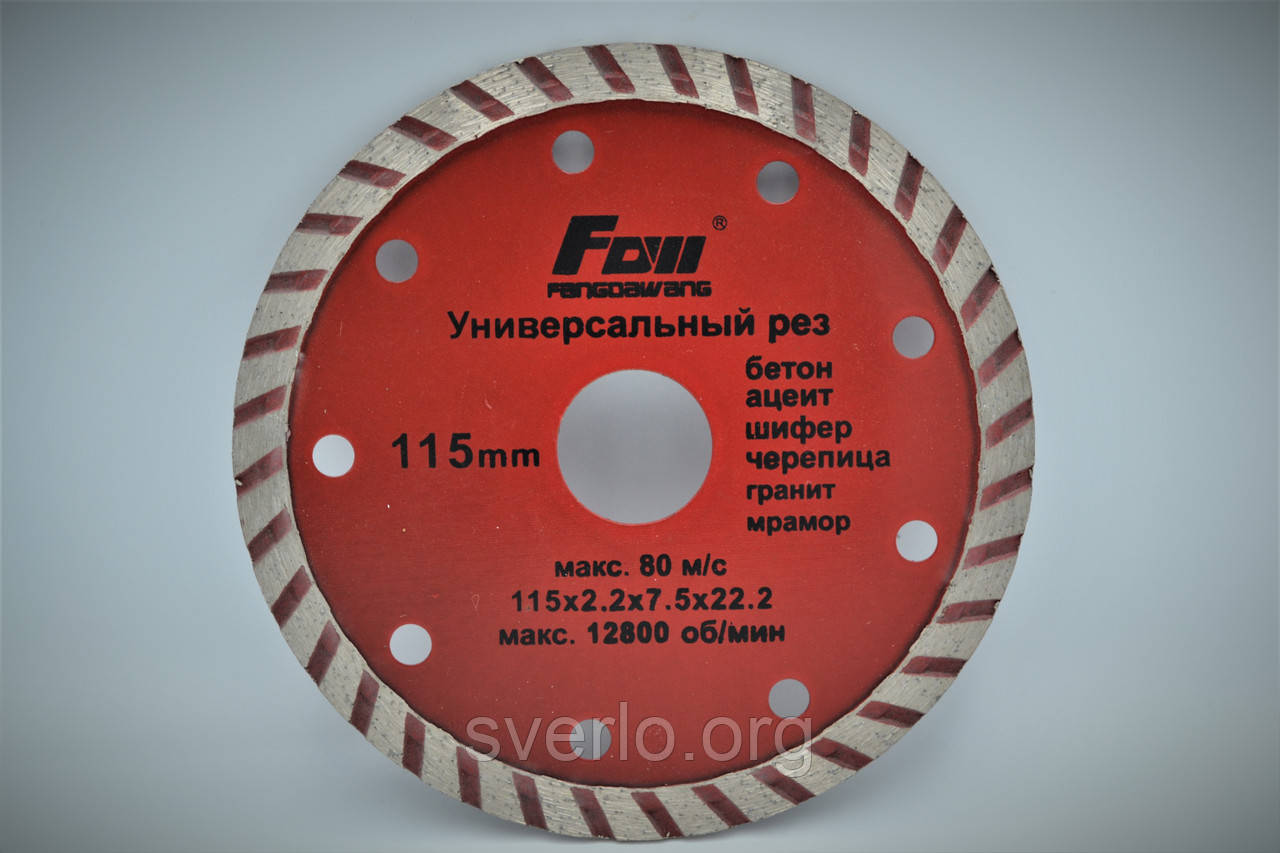 FDW ®
FANGDAWANG
Универсальный рез
бетон
ацеит
шифер
черепица
гранит
мрамор
115mm
макс. 80 м/с
115x2.2x7.5x22.2
макс. 12800 об/мин
sverlo.org